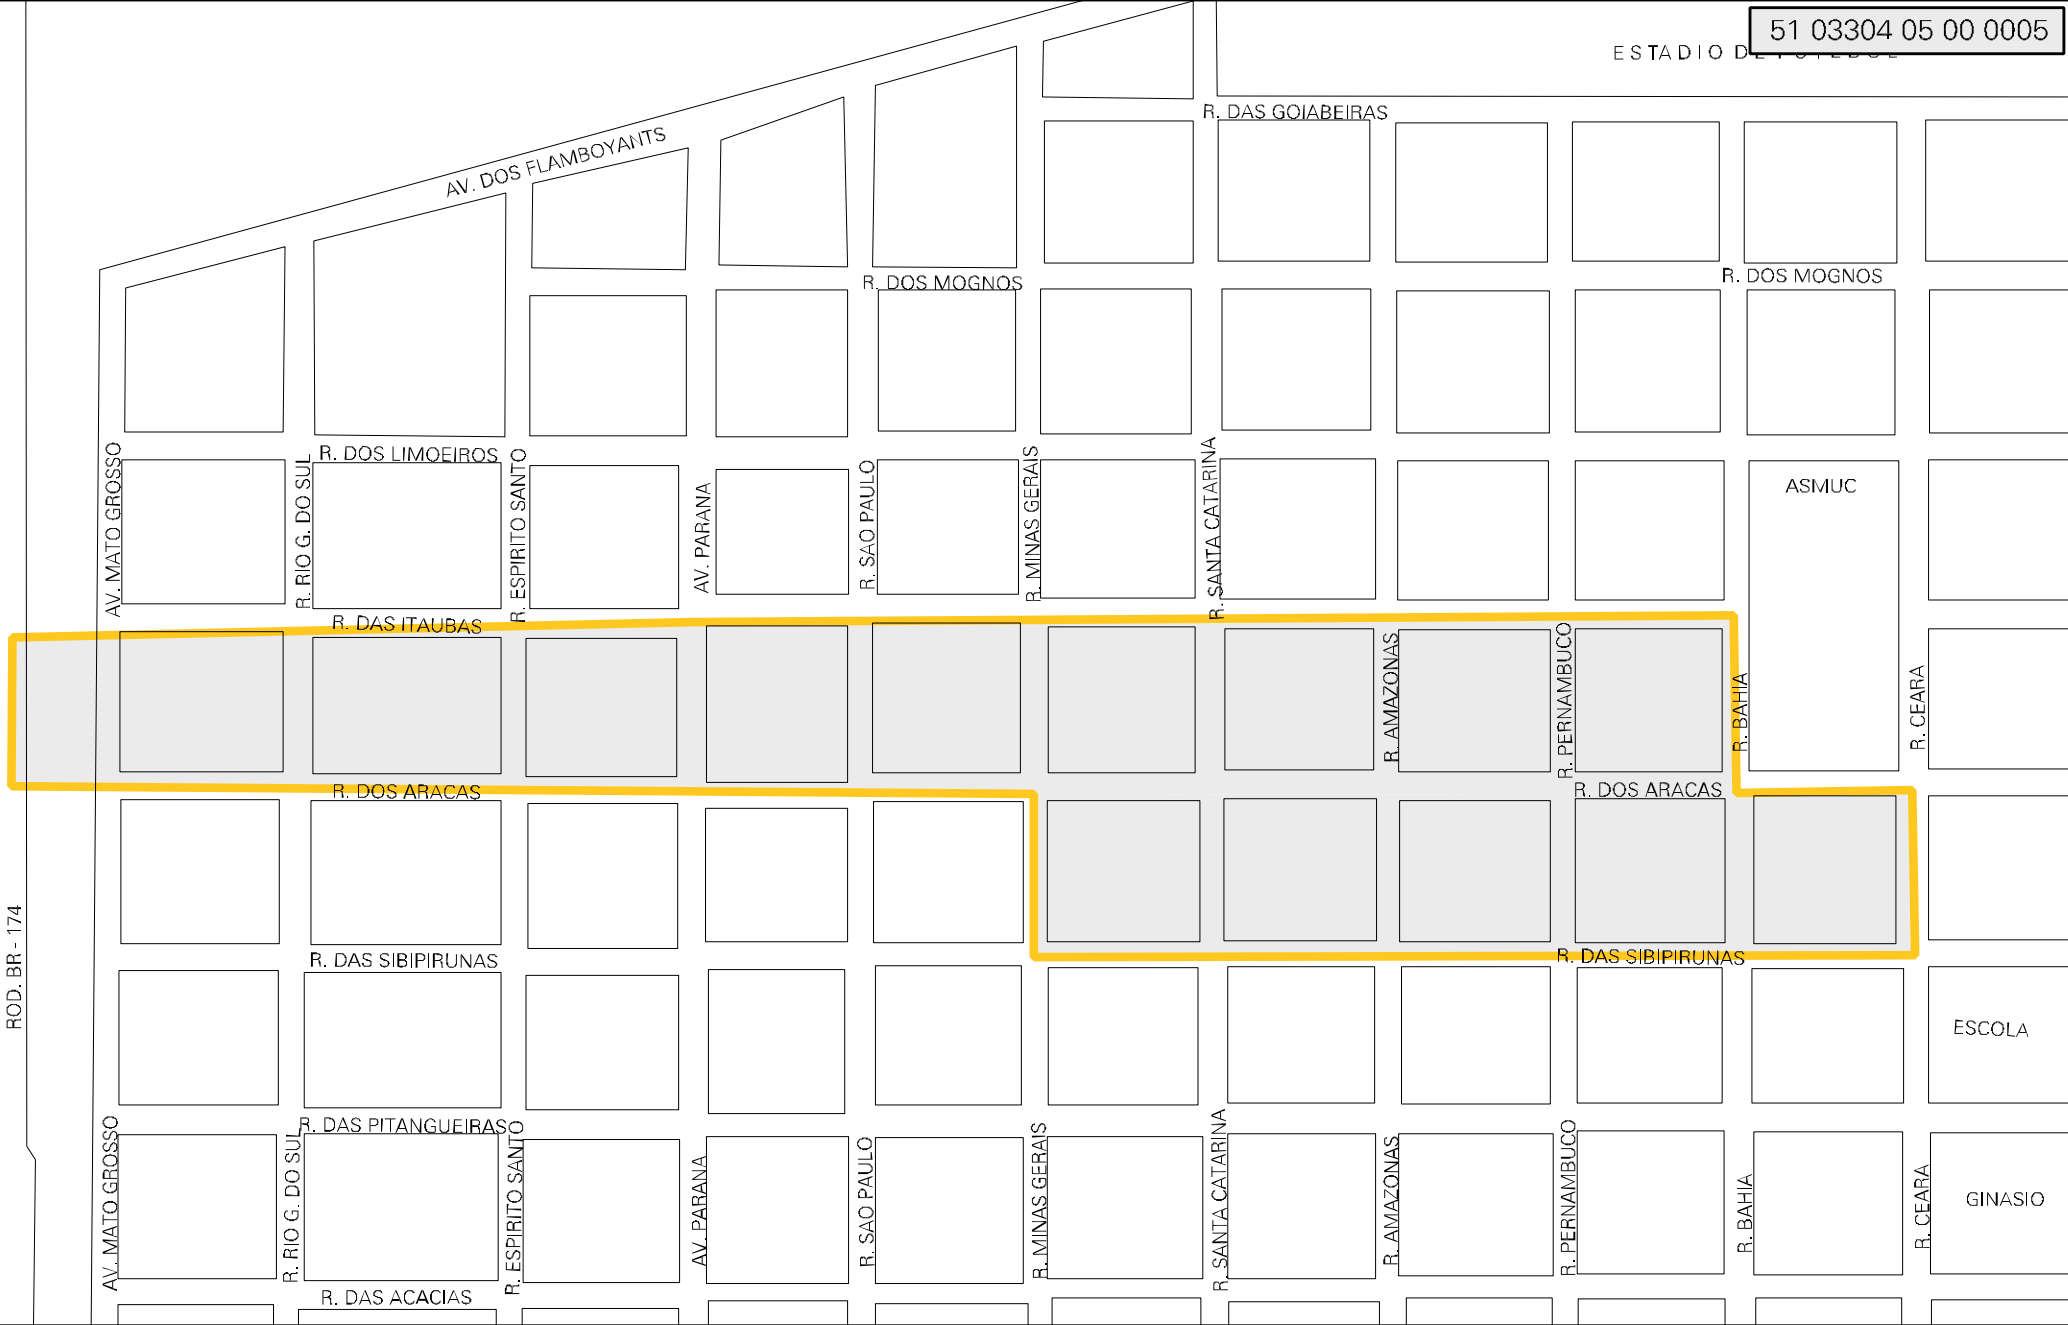 51 03304 05 00 0005
ESTADIO DE FUTEBOL
R. DAS GOIABEIRAS
AV. DOS FLAMBOYANTS
R. DOS MOGNOS
R. DOS MOGNOS
R. DOS LIMOEIROS
AV. MATO GROSSO
R. RIO G. DO SUL
R. ESPIRITO SANTO
AV. PARANA
R. SAO PAULO
R. MINAS GERAIS
R. SANTA CATARINA
ASMUC
R. DAS ITAUBAS
R. AMAZONAS
R. PERNAMBUCO
R. BAHIA
R. CEARA
R. DOS ARACAS
R. DOS ARACAS
ROD. BR - 174
R. DAS SIBIPIRUNAS
R. DAS SIBIPIRUNAS
ESCOLA
R. DAS PITANGUEIRAS
AV. MATO GROSSO
R. RIO G. DO SUL
R. ESPIRITO SANTO
AV. PARANA
R. SAO PAULO
R. MINAS GERAIS
R. SANTA CATARINA
R. AMAZONAS
R. PERNAMBUCO
R. BAHIA
R. CEARA
GINASIO
R. DAS ACACIAS